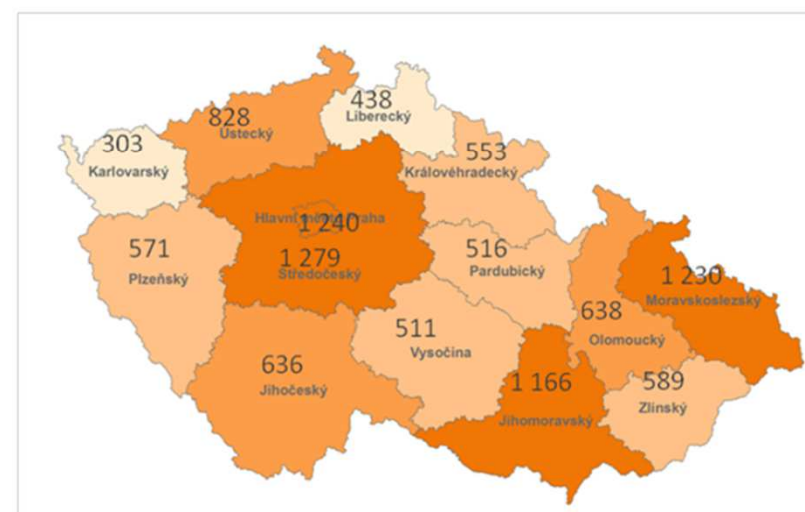 438
Liberecký
828
Ústecký
303
Karlovarský
553
Královéhradecký
Hlavní město Praha
1 240
1 279
Středočeský
571
Plzeňský
516
Pardubický
1 230
Moravskoslezský
638
Olomoucký
511
Vysočina
636
Jihočeský
1 166
Jihomoravský
589
Zlínský